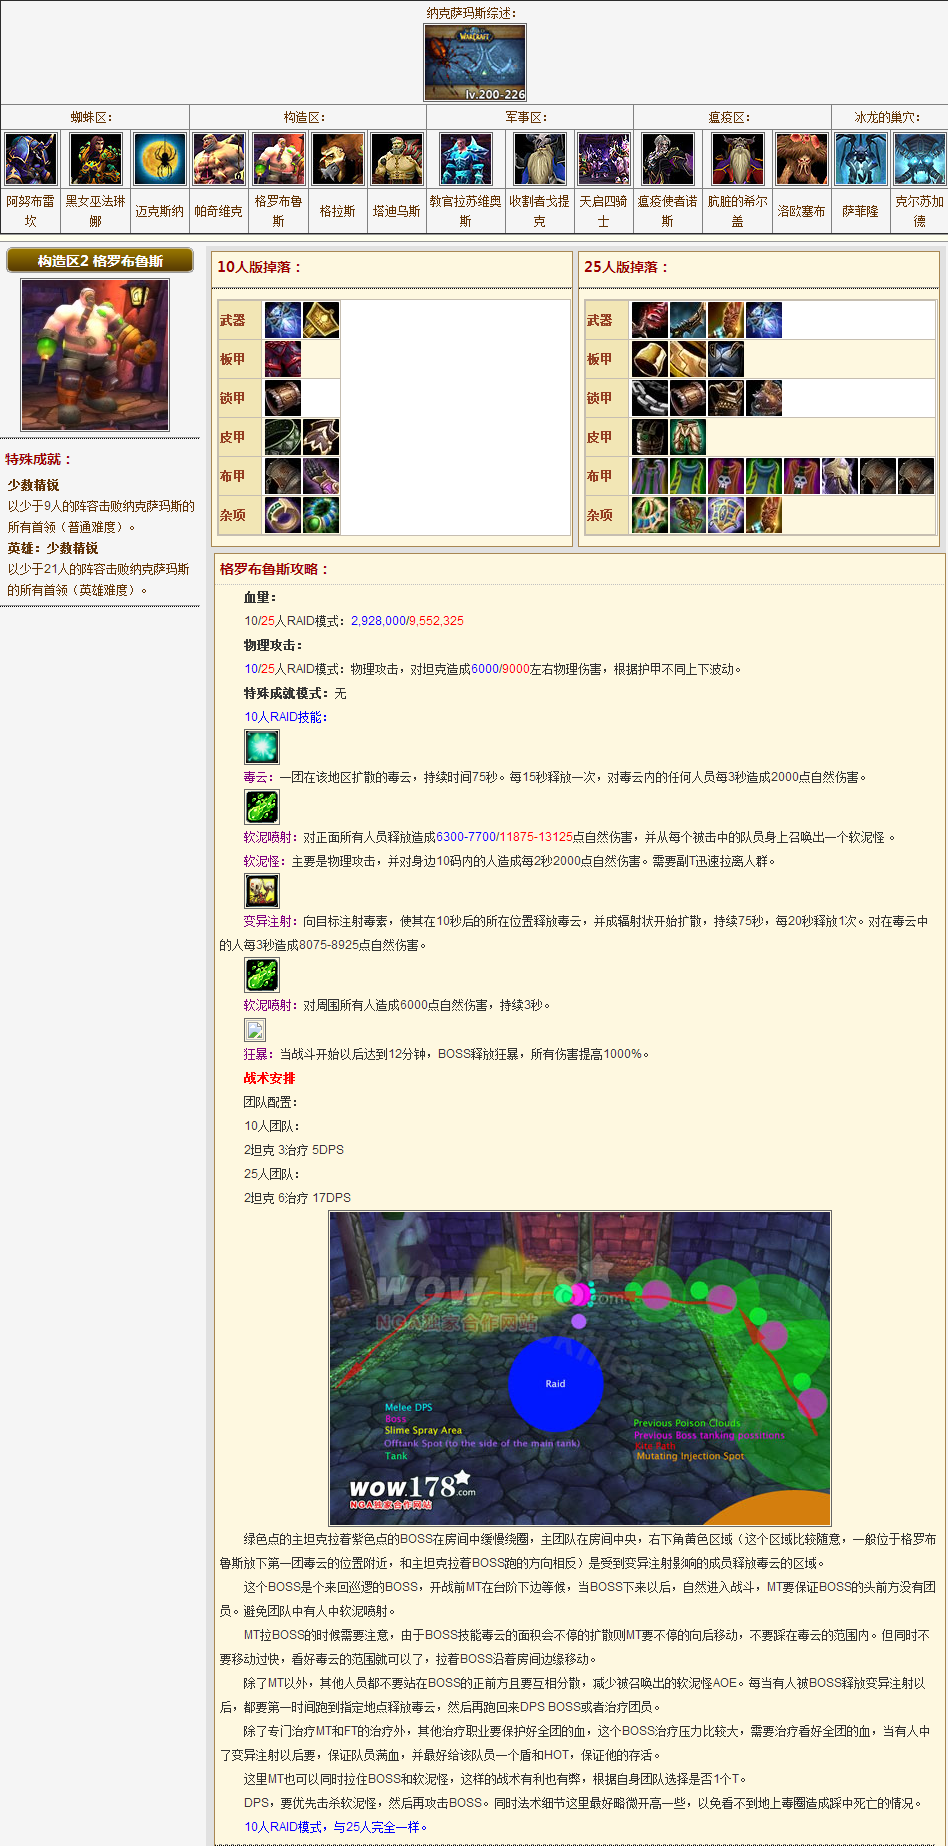 纳克萨玛斯综述：
WARCRAFT
lv.200-226
蜘蛛区： 构造区： 军事区： 瘟疫区： 冰龙的巢穴：
阿努布雷坎 黑女巫法琳娜 迈克斯纳 帕奇维克 格罗布鲁斯 格拉斯 塔迪乌斯 教官拉苏维奥斯 收割者戈提克 天启四骑士 瘟疫使者诺斯 肮脏的希尔盖 洛欧塞布 萨菲隆 克尔苏加德
构造区2 格罗布鲁斯
特殊成就：
少数精锐
以少于9人的阵容击败纳克萨玛斯的
所有首领（普通难度）。
英雄：少数精锐
以少于21人的阵容击败纳克萨玛斯
的所有首领（英雄难度）。
10人版掉落：
武器
板甲
锁甲
皮甲
布甲
杂项
25人版掉落：
武器
板甲
锁甲
皮甲
布甲
杂项
格罗布鲁斯攻略：
血量：
10/25人RAID模式：2,928,000/9,552,325
物理攻击：
10/25人RAID模式：物理攻击，对坦克造成6000/9000左右物理伤害，根据护甲不同上下波动。
特殊成就模式：无
10人RAID技能：
毒云：一团在该地区扩散的毒云，持续时间75秒。每15秒释放一次，对毒云内的任何人员每3秒造成2000点自然伤害。
软泥喷射：对正面所有人员释放造成6300-7700/11875-13125点自然伤害，并从每个被击中的队员身上召唤出一个软泥怪 。
软泥怪：主要是物理攻击，并对身边10码内的人造成每2秒2000点自然伤害。需要副T迅速拉离人群。
变异注射：向目标注射毒素，使其在10秒后的所在位置释放毒云，并成辐射状开始扩散，持续75秒，每20秒释放1次。对在毒云中
的人每3秒造成8075-8925点自然伤害。
软泥喷射：对周围所有人造成6000点自然伤害，持续3秒。
狂暴：当战斗开始以后达到12分钟，BOSS释放狂暴，所有伤害提高1000%。
战术安排
团队配置：
10人团队：
2坦克 3治疗 5DPS
25人团队：
2坦克 6治疗 17DPS
wow.178.com
NGA独家合作网站
Raid
Melee DPS
Boss
Slime Spray Area
Offtank Spot (to the side of the main tank)
Tank
Previous Poison Clouds
Previous Boss tanking possitions
Kite Path
Mutating Injection Spot
wow.178.com
NGA独家合作网站
绿色点的主坦克拉着紫色点的BOSS在房间中缓慢绕圈，主团队在房间中央，右下角黄色区域（这个区域比较随意，一般位于格罗布
鲁斯放下第一团毒云的位置附近，和主坦克拉着BOSS跑的方向相反）是受到变异注射影响的成员释放毒云的区域。
这个BOSS是个来回巡逻的BOSS，开战前MT在台阶下边等候，当BOSS下来以后，自然进入战斗，MT要保证BOSS的头前方没有团
员。避免团队中有人中软泥喷射。
MT拉BOSS的时候需要注意，由于BOSS技能毒云的面积会不停的扩散则MT要不停的向后移动，不要踩在毒云的范围内。但同时不
要移动过快，看好毒云的范围就可以了，拉着BOSS沿着房间边缘移动。
除了MT以外，其他人员都不要站在BOSS的正前方且要互相分散，减少被召唤出的软泥怪AOE。每当有人被BOSS释放变异注射以
后，都要第一时间跑到指定地点释放毒云，然后再跑回来DPS BOSS或者治疗团员。
除了专门治疗MT和FT的治疗外，其他治疗职业要保护好全团的血，这个BOSS治疗压力比较大，需要治疗看好全团的血，当有人中
了变异注射以后要，保证队员满血，并最好给该队员一个盾和HOT，保证他的存活。
这里MT也可以同时拉住BOSS和软泥怪，这样的战术有利也有弊，根据自身团队选择是否1个T。
DPS，要优先击杀软泥怪，然后再攻击BOSS。同时法术细节这里最好略微开高一些，以免看不到地上毒圈造成踩中死亡的情况。
10人RAID模式，与25人完全一样。